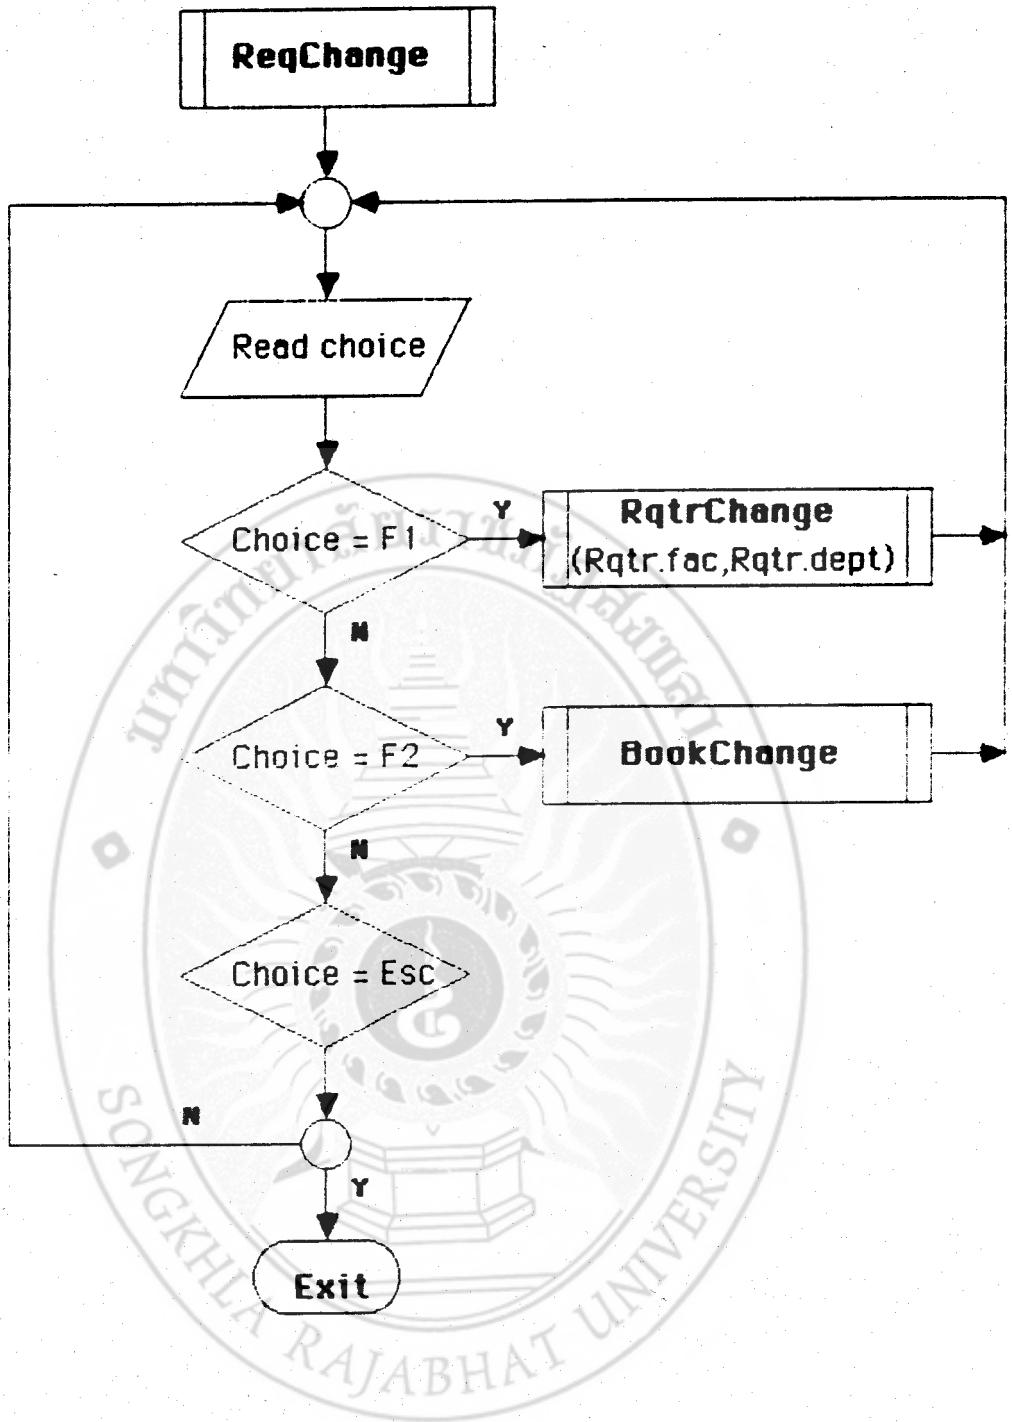 ReqChange
Read choice
Choice = F1
Y
RqtrChange
(Rqtr.fac,Rqtr.dept)
N
Choice = F2
Y
BookChange
N
Choice = Esc
N
Y
Exit
SONGKHLA RAJABHAT UNIVERSITY